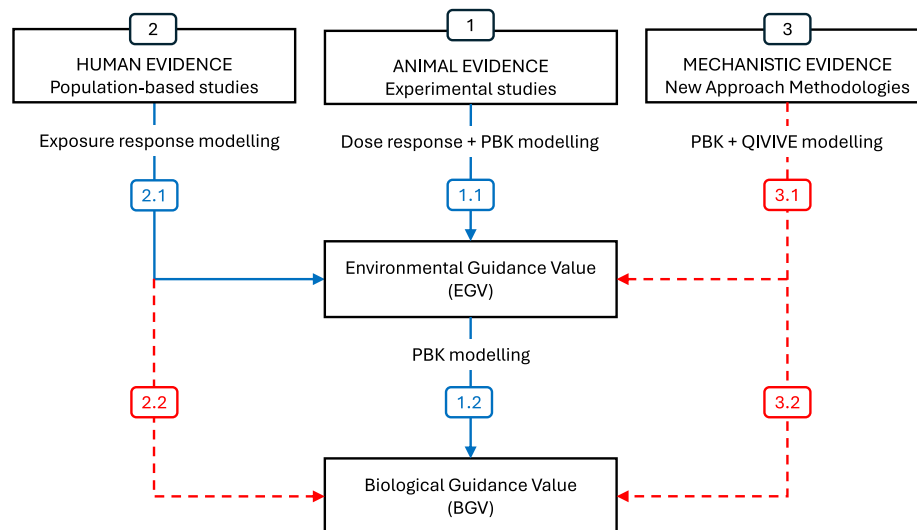 2
HUMAN EVIDENCE
Population-based studies
1
ANIMAL EVIDENCE
Experimental studies
3
MECHANISTIC EVIDENCE
New Approach Methodologies
Exposure response modelling
Dose response + PBK modelling
PBK + QIVIVE modelling
2.1
1.1
3.1
Environmental Guidance Value
(EGV)
PBK modelling
2.2
1.2
3.2
Biological Guidance Value
(BGV)